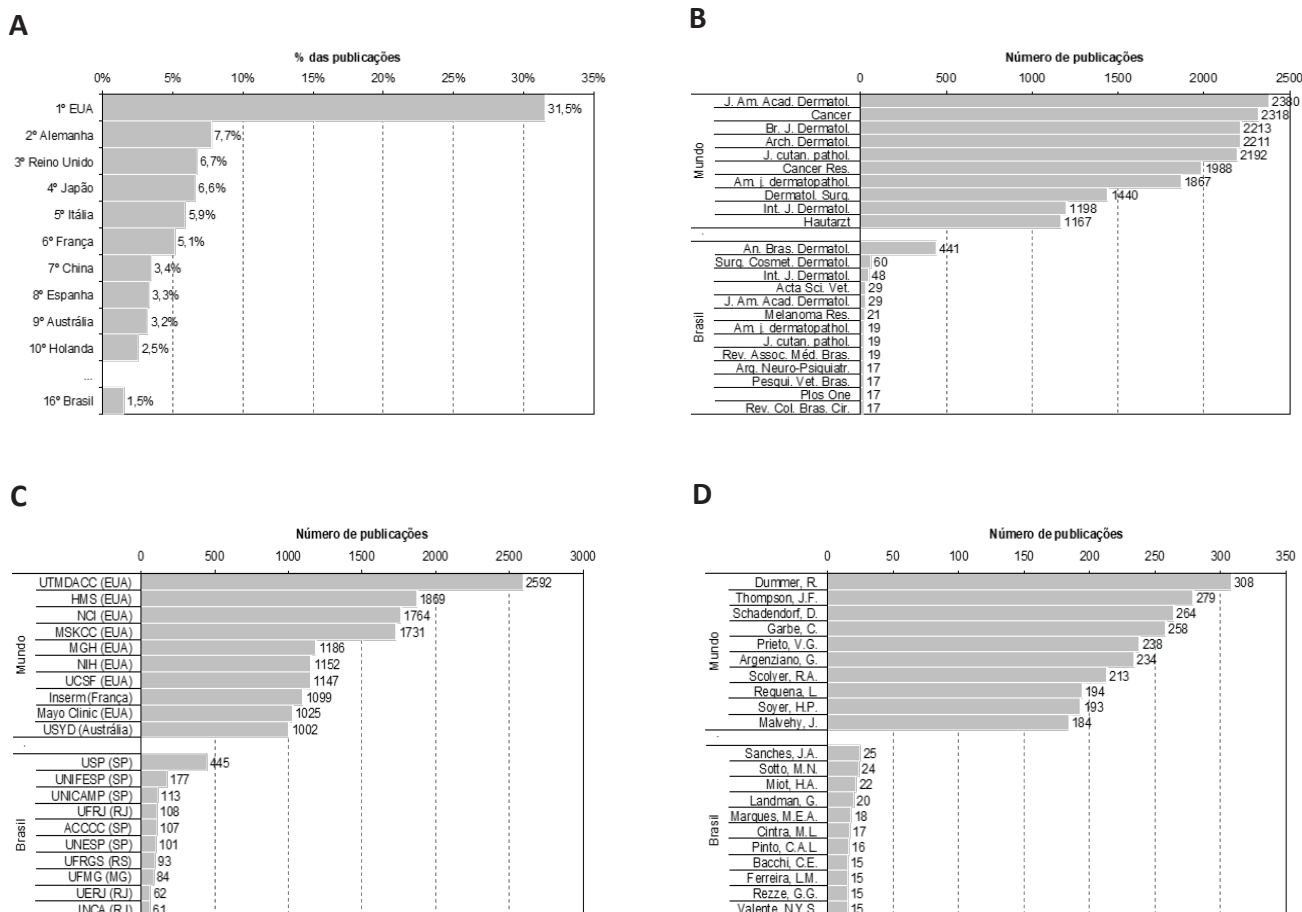 A
% das publicações
0% 5% 10% 15% 20% 25% 30% 35%
1º EUA 31,5%
2º Alemanha 7,7%
3º Reino Unido 6,7%
4º Japão 6,6%
5º Itália 5,9%
6º França 5,1%
7º China 3,4%
8º Espanha 3,3%
9º Austrália 3,2%
10º Holanda 2,5%
...
16º Brasil 1,5%
B
Número de publicações
0 500 1000 1500 2000 2500
Mundo
J. Am. Acad. Dermatol. 2380
Cancer 2318
Br. J. Dermatol. 2213
Arch. Dermatol. 2211
J. cutan. pathol. 2192
Cancer Res. 1988
Am. j. dermatopathol. 1867
Dermatol. Surg. 1440
Int. J. Dermatol. 1198
Hautarzt 1167
.
Brasil
An. Bras. Dermatol. 441
Surg. Cosmet. Dermatol. 60
Int. J. Dermatol. 48
Acta Sci. Vet. 29
J. Am. Acad. Dermatol. 29
Melanoma Res. 21
Am. j. dermatopathol. 19
J. cutan. pathol. 19
Rev. Assoc. Méd. Bras. 19
Arq. Neuro-Psiquiatr. 17
Pesqui. Vet. Bras. 17
Plos One 17
Rev. Col. Bras. Cir. 17
C
Número de publicações
0 500 1000 1500 2000 2500 3000
Mundo
UTMDACC (EUA) 2592
HMS (EUA) 1869
NCI (EUA) 1764
MSKCC (EUA) 1731
MGH (EUA) 1186
NIH (EUA) 1152
UCSF (EUA) 1147
Inserm (França) 1099
Mayo Clinic (EUA) 1025
USYD (Austrália) 1002
.
Brasil
USP (SP) 445
UNIFESP (SP) 177
UNICAMP (SP) 113
UFRJ (RJ) 108
ACCCC (SP) 107
UNESP (SP) 101
UFRGS (RS) 93
UFMG (MG) 84
UERJ (RJ) 62
INCA (RJ) 61
D
Número de publicações
0 50 100 150 200 250 300 350
Mundo
Dummer, R. 308
Thompson, J.F. 279
Schadendorf, D. 264
Garbe, C. 258
Prieto, V.G. 238
Argenziano, G. 234
Scolyer, R.A. 213
Requena, L. 194
Soyer, H.P. 193
Malvehy, J. 184
.
Brasil
Sanches, J.A. 25
Sotto, M.N. 24
Miot, H.A. 22
Landman, G. 20
Marques, M.E.A. 18
Cintra, M.L. 17
Pinto, C.A.L. 16
Bacchi, C.E. 15
Ferreira, L.M. 15
Rezze, G.G. 15
Valente, N.Y.S. 15